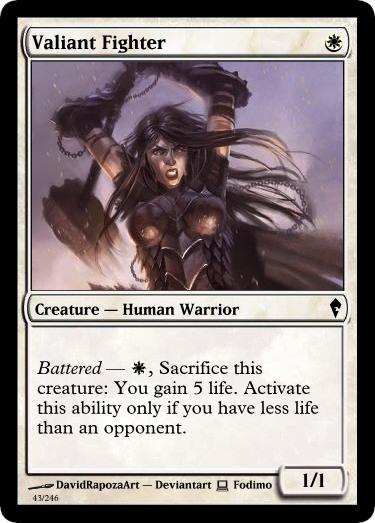 Valiant Fighter
Creature — Human Warrior
Battered — , Sacrifice this
creature: You gain 5 life. Activate
this ability only if you have less life
than an opponent.
DavidRapozaArt — Deviantart Fodimo
1/1
43/246